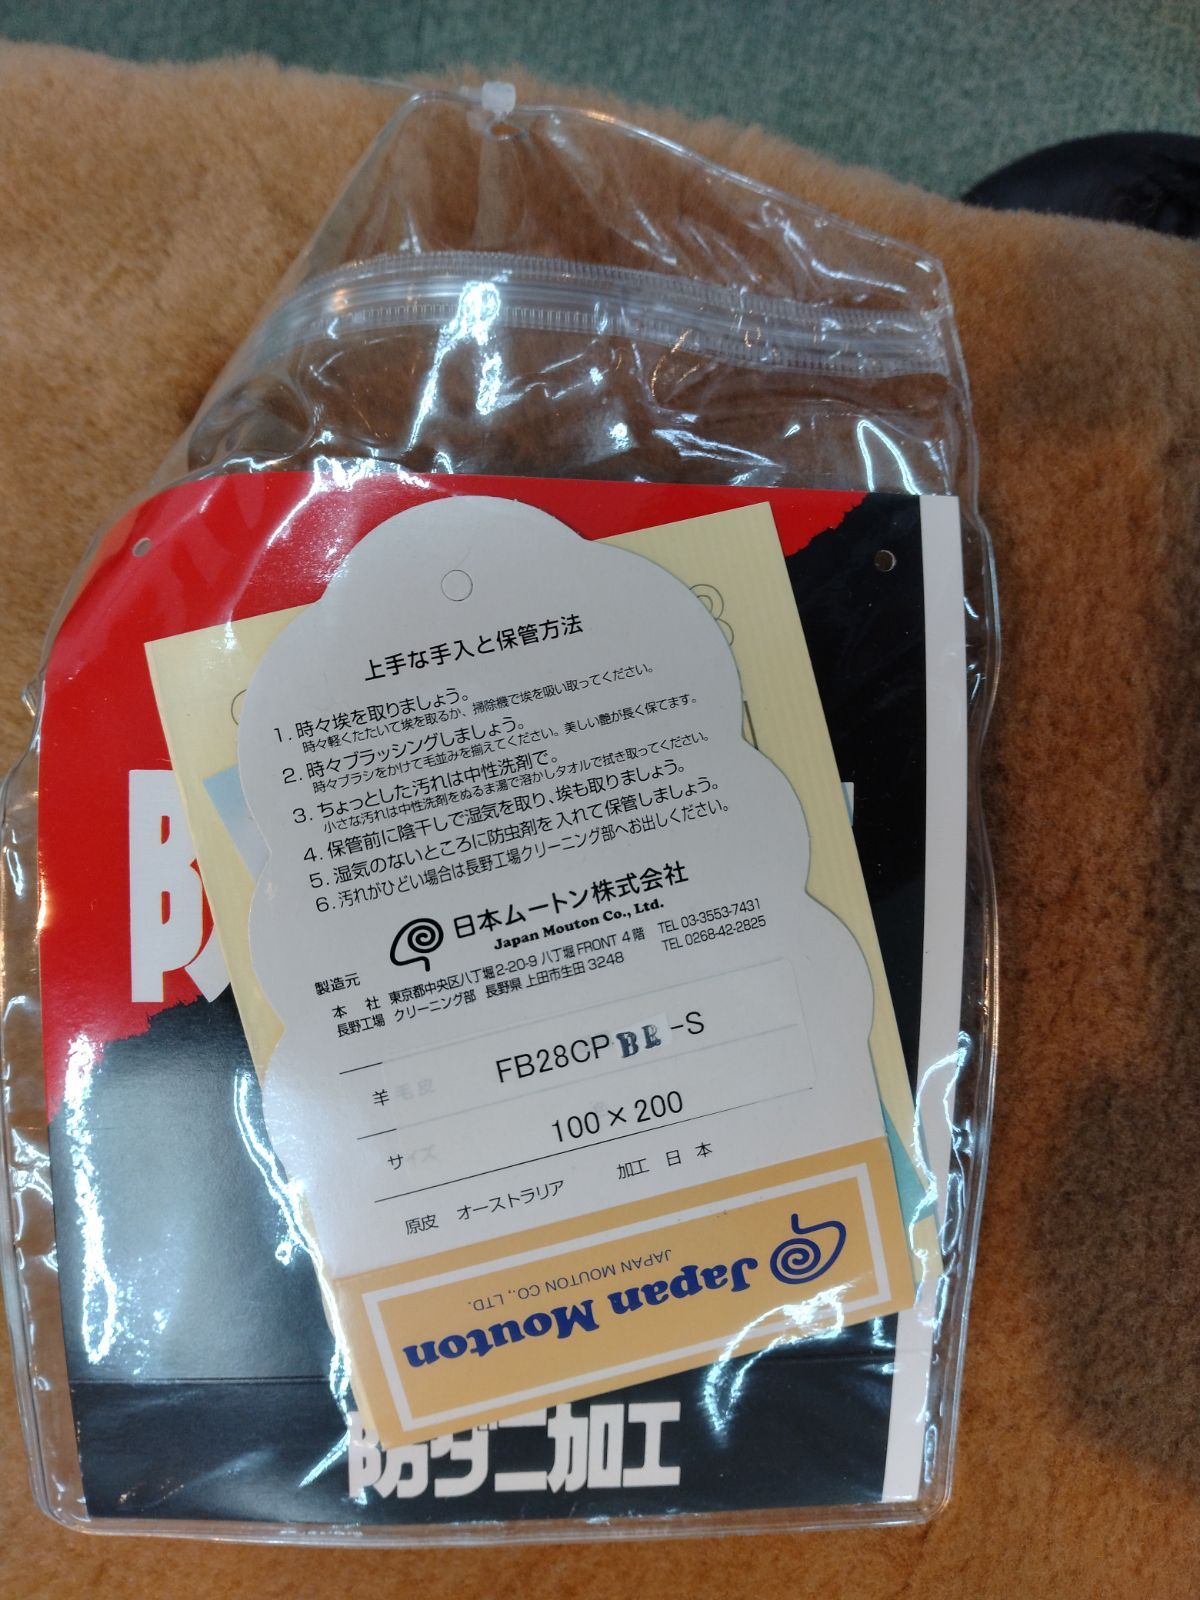 上手な手入と保管方法
1. 時々埃を取りましょう。
時々軽くたたいて埃を取るか、掃除機で埃を吸い取ってください。
2. 時々ブラッシングしましょう。
時々ブラシをかけて毛並みを揃えてください。美しい艶が長く保てます。
3. ちょっとした汚れは中性洗剤で。
小さな汚れは中性洗剤をぬるま湯で溶かしタオルで拭き取ってください。
4. 保管前に陰干しで湿気を取り、埃も取りましょう。
5. 湿気のないところに防虫剤を入れて保管しましょう。
6. 汚れがひどい場合は長野工場クリーニング部へお出しください。
日本ムートン株式会社
Japan Mouton Co., Ltd.
製造元
本 社 東京都中央区八丁堀2-20-9 八丁堀 FRONT 4階 TEL 03-3553-7431
長野工場 クリーニング部 長野県 上田市生田 3248 TEL 0268-42-2825
羊毛皮 FB28CP BR -S
サイズ 100×200
原皮 オーストラリア 加工 日 本
Japan Mouton
JAPAN MOUTON CO., LTD.
防ダニ加工